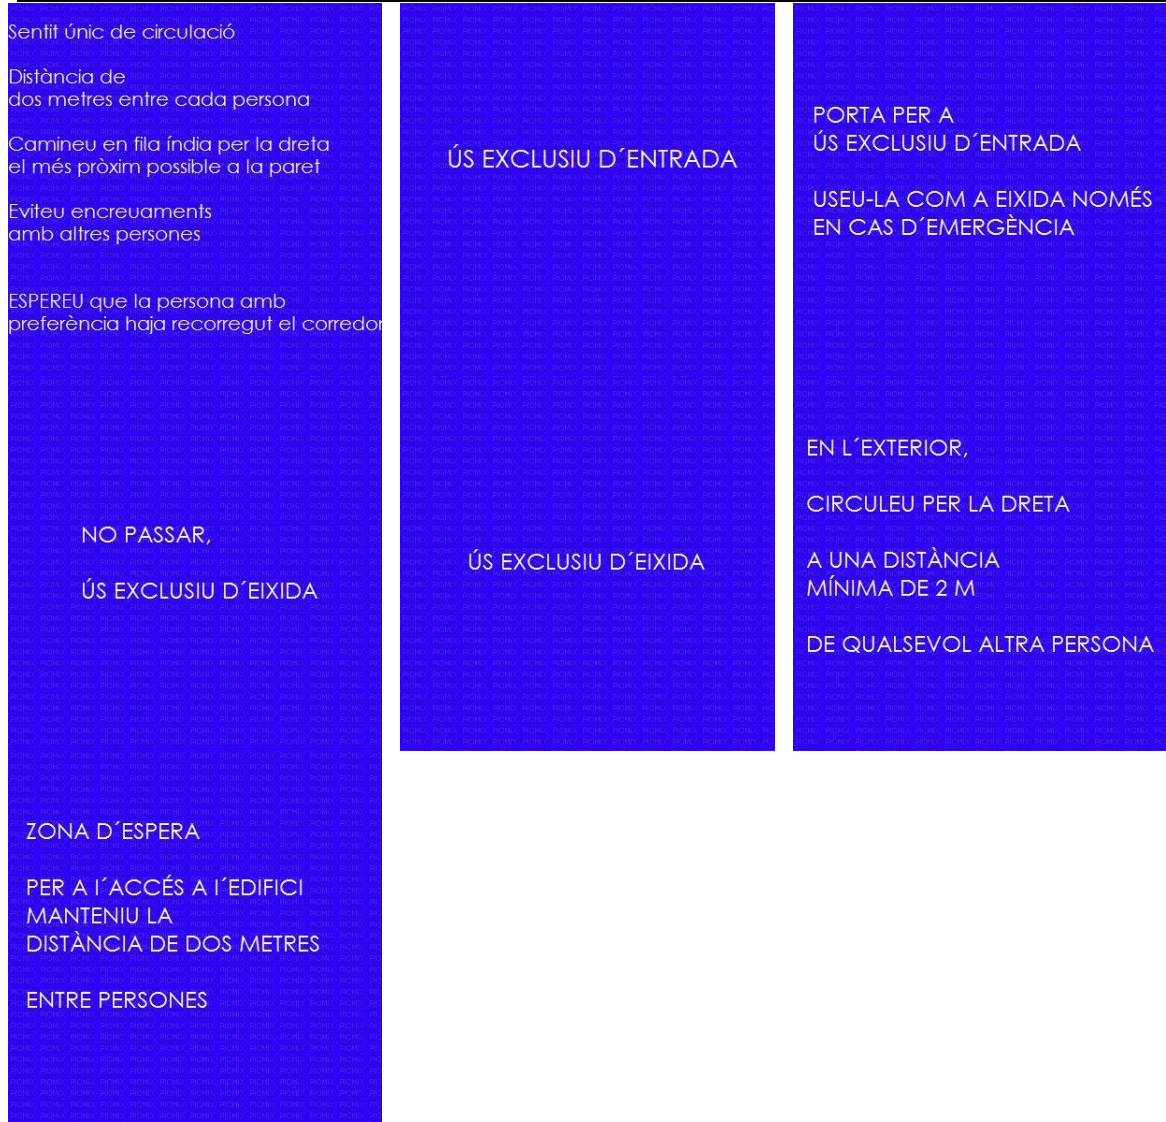 Sentit únic de circulació
Distància de
dos metres entre cada persona
Camineu en fila índia per la dreta
el més pròxim possible a la paret
Eviteu encreuaments
amb altres persones
ESPEREU que la persona amb
preferència haja recorregut el corredor
NO PASSAR,
ÚS EXCLUSIU D´EIXIDA
ZONA D´ESPERA
PER A l´ACCÉS A l´EDIFICI
MANTENIU LA
DISTÀNCIA DE DOS METRES
ENTRE PERSONES
ÚS EXCLUSIU D´ENTRADA
ÚS EXCLUSIU D´EIXIDA
PORTA PER A
ÚS EXCLUSIU D´ENTRADA
USEU-LA COM A EIXIDA NOMÉS
EN CAS D´EMERGÈNCIA
EN L´EXTERIOR,
CIRCULEU PER LA DRETA
A UNA DISTÀNCIA
MÍNIMA DE 2 M
DE QUALSEVOL ALTRA PERSONA